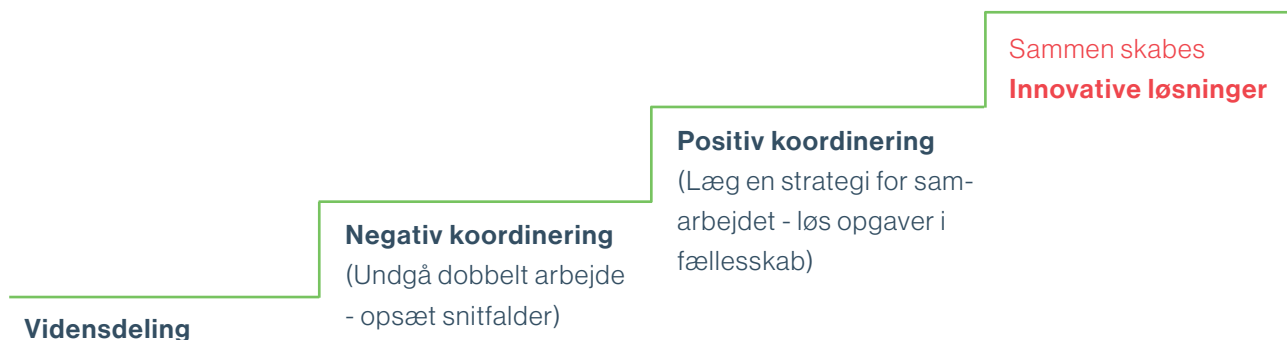 Sammen skabes
Innovative løsninger
Positiv koordinering
(Læg en strategi for sam-
arbejdet - løs opgaver i
fællesskab)
Negativ koordinering
(Undgå dobbelt arbejde
- opsæt snitfalder)
Vidensdeling